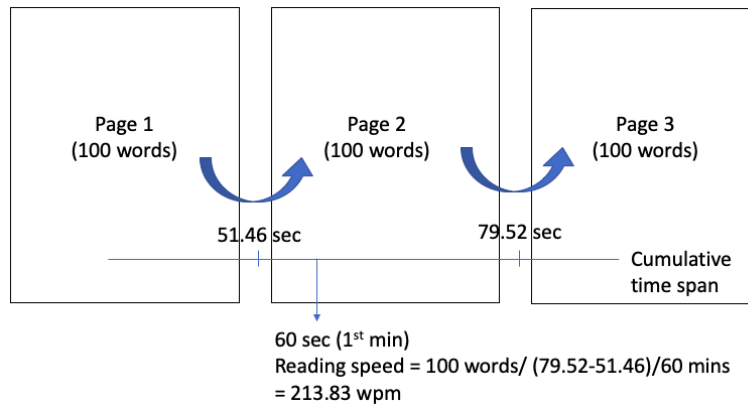 Page 1
(100 words)
Page 2
(100 words)
Page 3
(100 words)
51.46 sec
79.52 sec
Cumulative
time span
60 sec (1st min)
Reading speed = 100 words/ (79.52-51.46)/60 mins
= 213.83 wpm